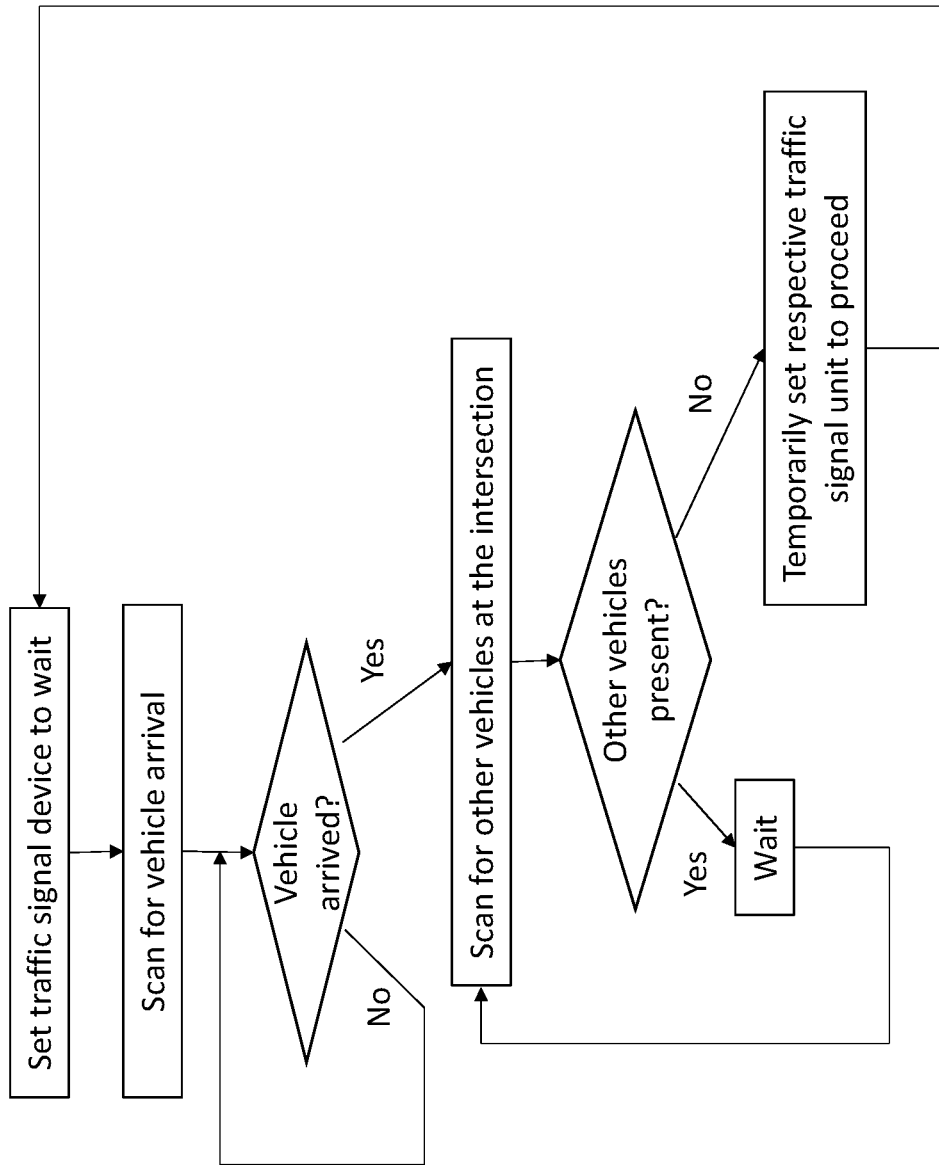 Set traffic signal device to wait
Scan for vehicle arrival
Vehicle
arrived?
No
Yes
Scan for other vehicles at the intersection
Other vehicles
present?
Yes
No
Wait
Temporarily set respective traffic
signal unit to proceed